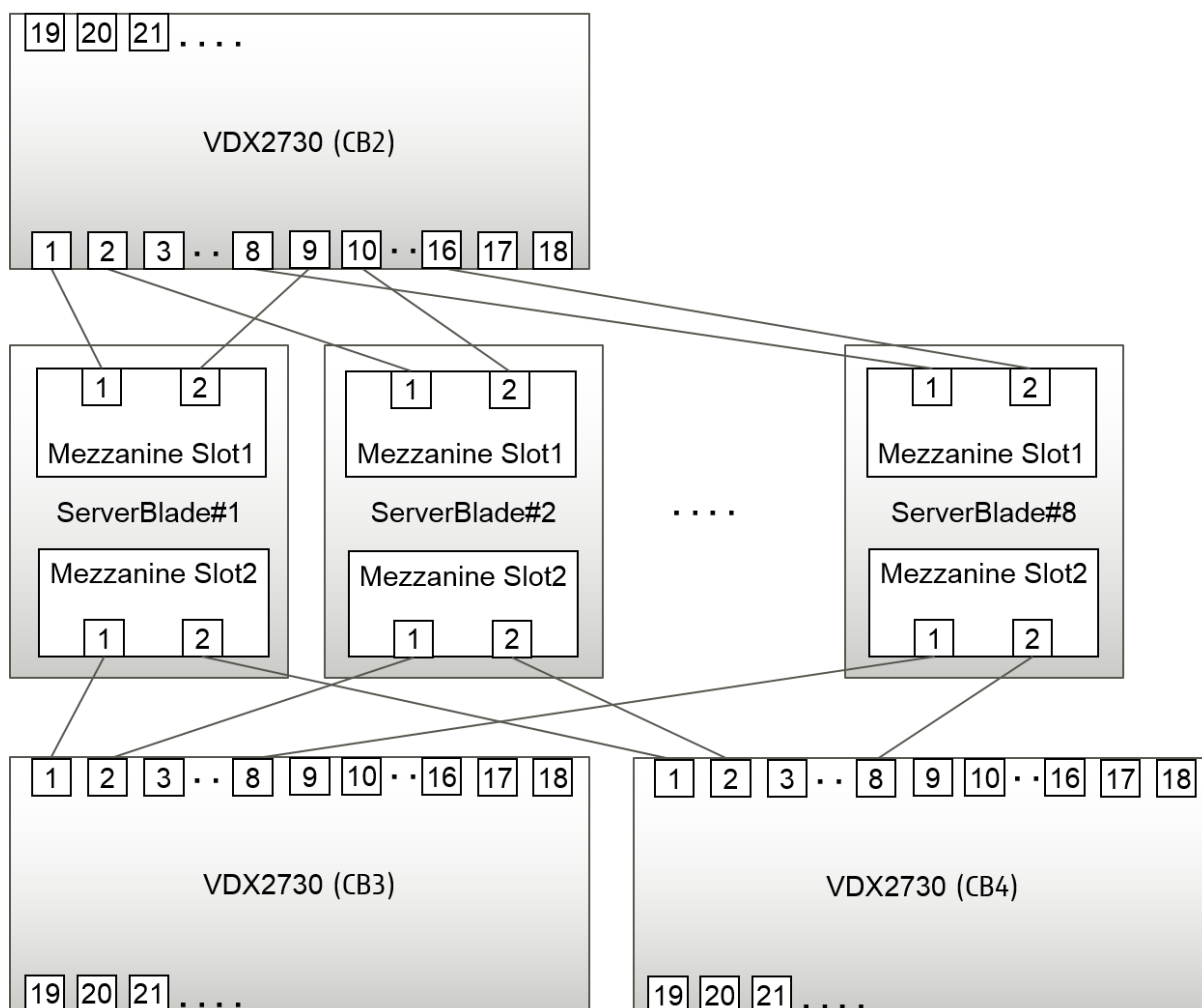 19 20 21 . . . .
VDX2730 (CB2)
1 2 3 . . 8 9 10 . . 16 17 18
1 2 1 2 1 2
Mezzanine Slot1 Mezzanine Slot1 Mezzanine Slot1
ServerBlade#1 ServerBlade#2 . . . . ServerBlade#8
Mezzanine Slot2 Mezzanine Slot2 Mezzanine Slot2
1 2 1 2 1 2
1 2 3 . . 8 9 10 . . 16 17 18 1 2 3 . . 8 9 10 . . 16 17 18
VDX2730 (CB3) VDX2730 (CB4)
19 20 21 . . . . 19 20 21 . . . .